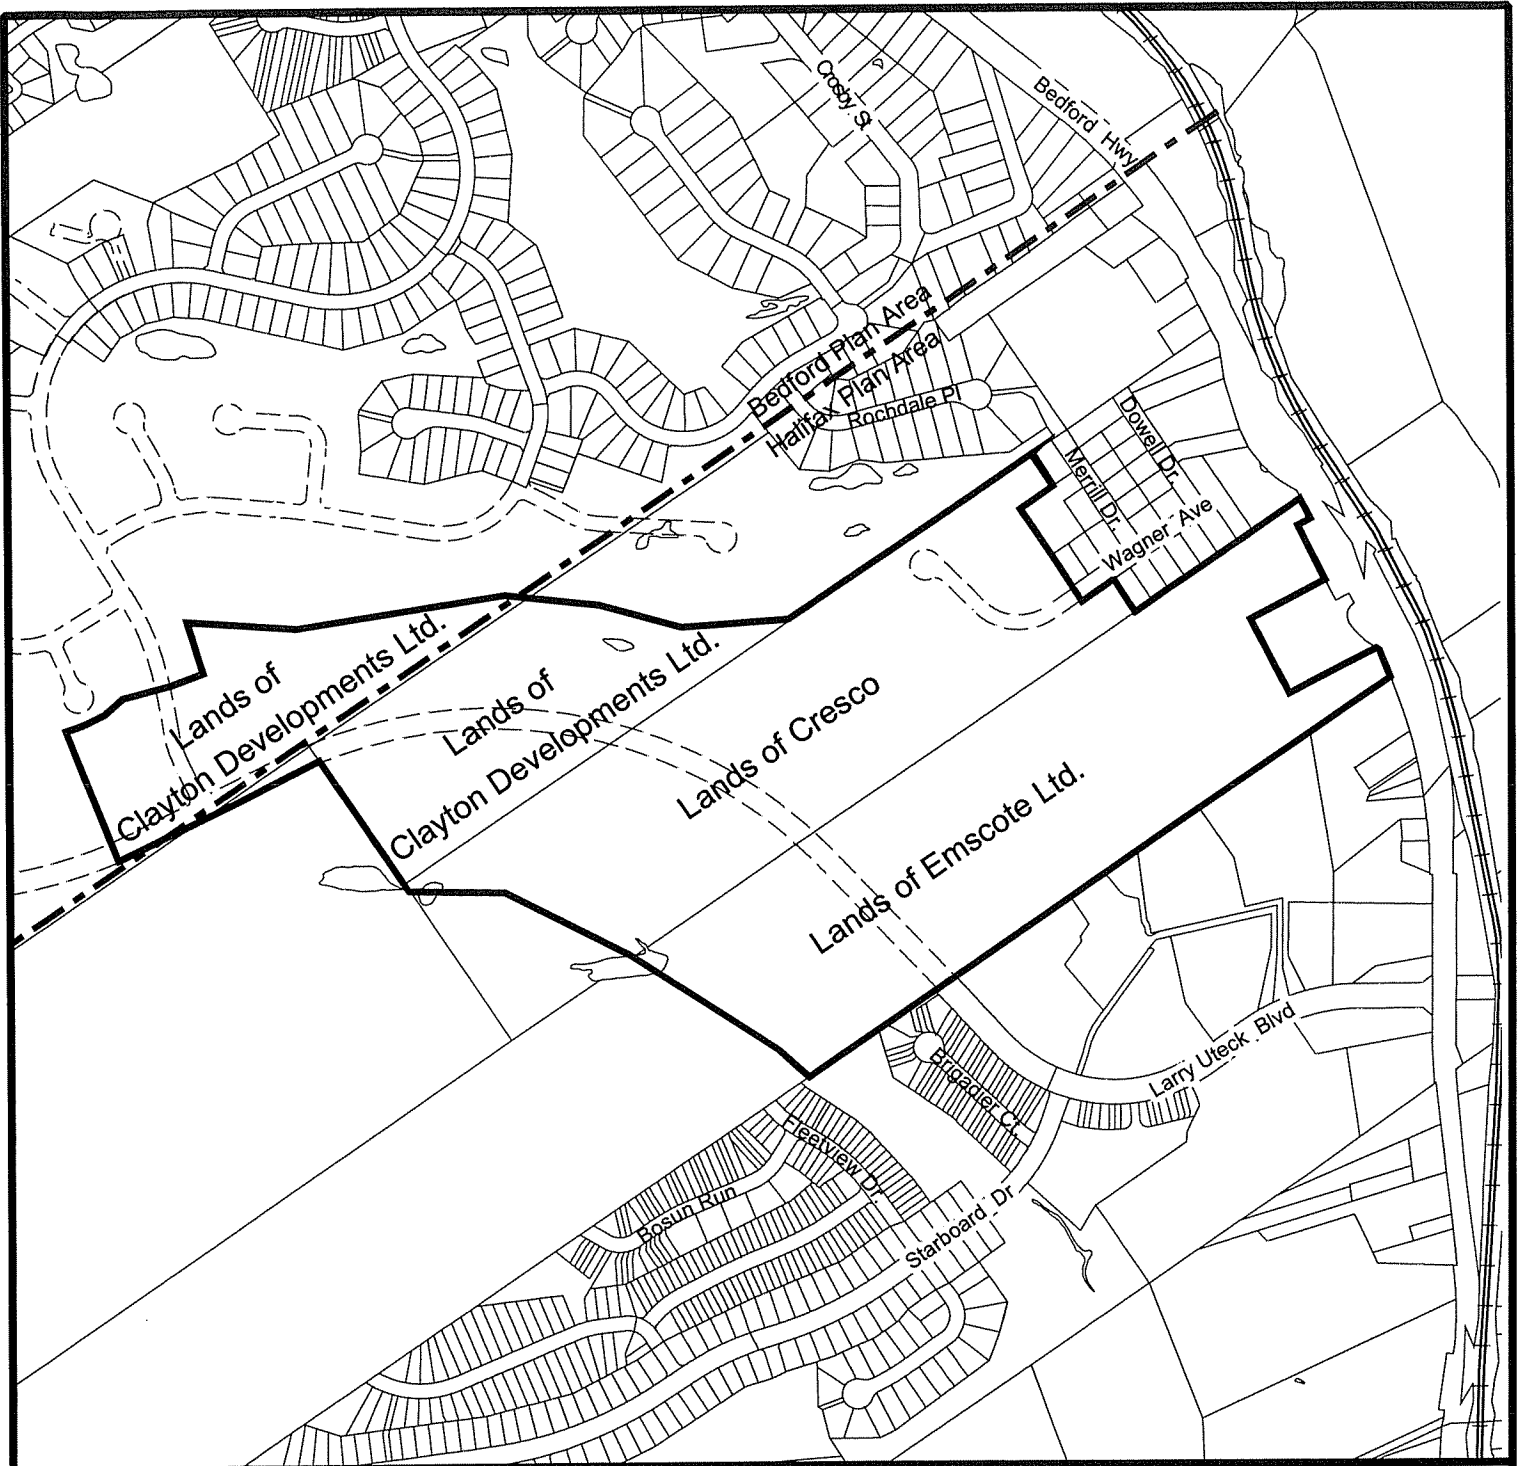 Crosby St
Bedford Hwy
Bedford Plan Area
Halifax Plan Area
Rochdale Pl
Dowell Dr.
Merrill Dr.
Wagner Ave
Lands of
Clayton Developments Ltd.
Lands of
Clayton Developments Ltd.
Lands of Cresco
Lands of Emscote Ltd.
Larry Uteck Blvd
Brigadier Ct.
Fleetview Dr.
Bosun Run
Starboard Dr